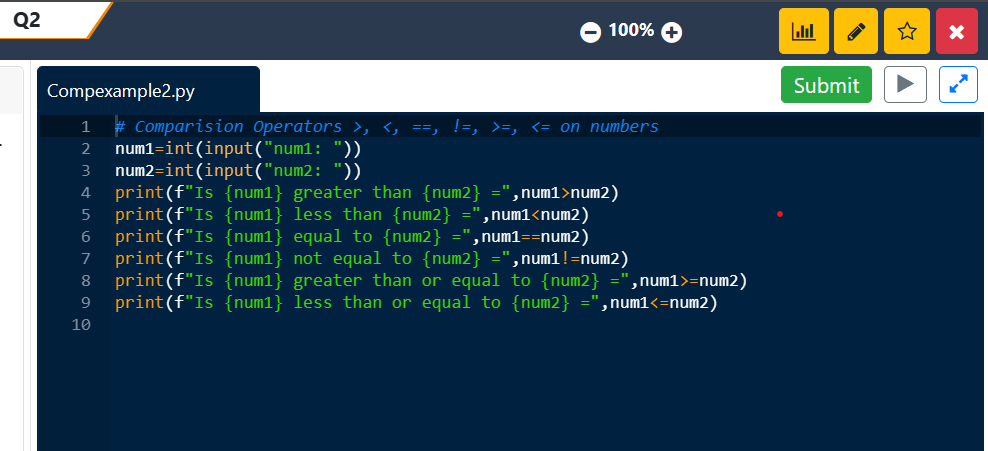 Q2
100%
Submit
Compexample2.py
1 # Comparision Operators >, <, ==, !=, >=, <= on numbers
2 num1=int(input("num1: "))
3 num2=int(input("num2: "))
4 print(f"Is {num1} greater than {num2} =",num1>num2)
5 print(f"Is {num1} less than {num2} =",num1<num2)
6 print(f"Is {num1} equal to {num2} =",num1==num2)
7 print(f"Is {num1} not equal to {num2} =",num1!=num2)
8 print(f"Is {num1} greater than or equal to {num2} =",num1>=num2)
9 print(f"Is {num1} less than or equal to {num2} =",num1<=num2)
10